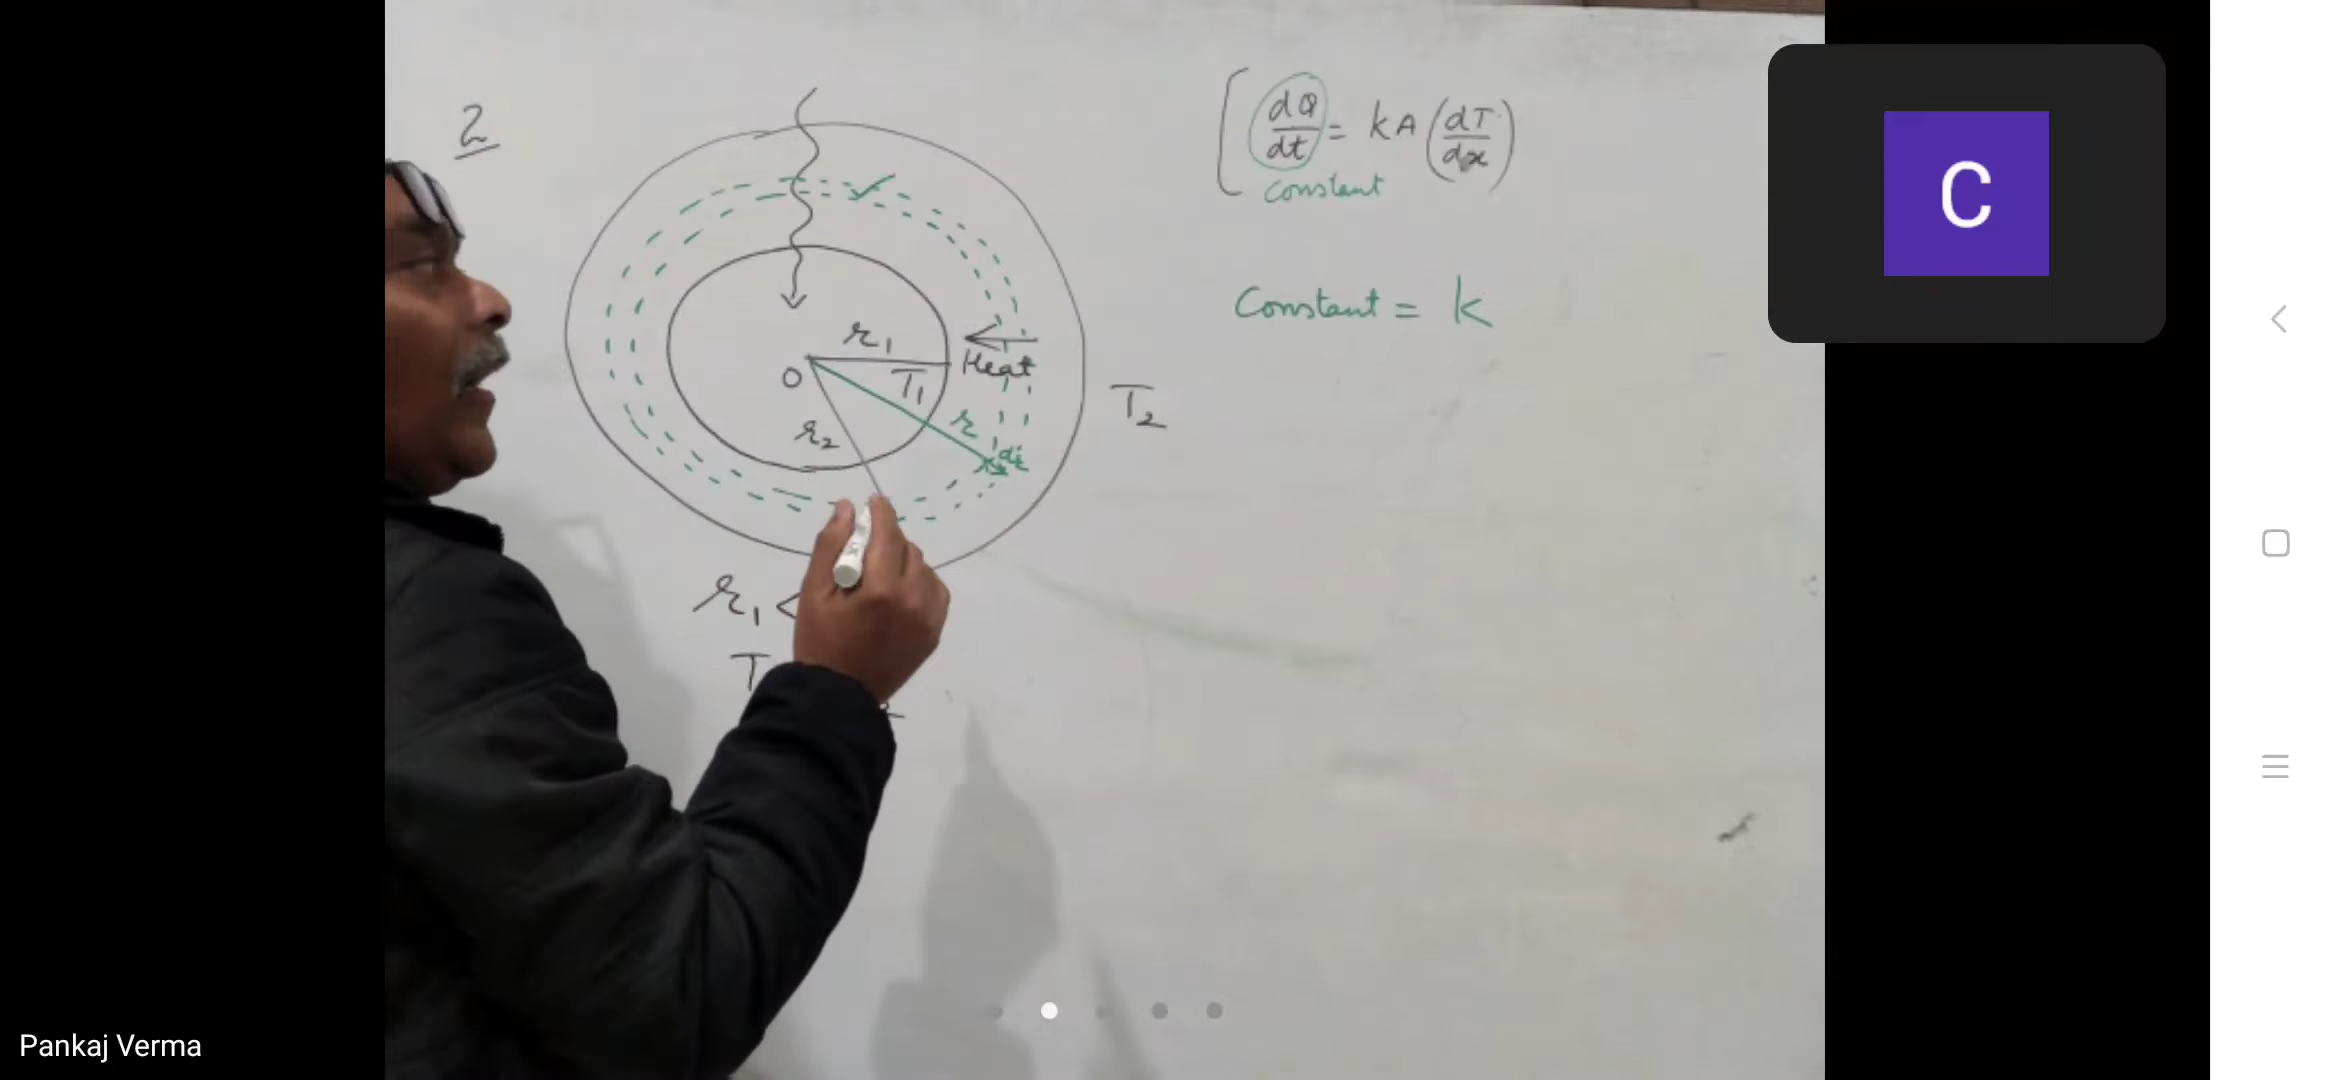 2
dQ/dt = kA (dT/dx)
constant
Constant = k
r₁
Heat
O
T₁
T₂
r
r₂
dr
r₁ <
T
C
Pankaj Verma